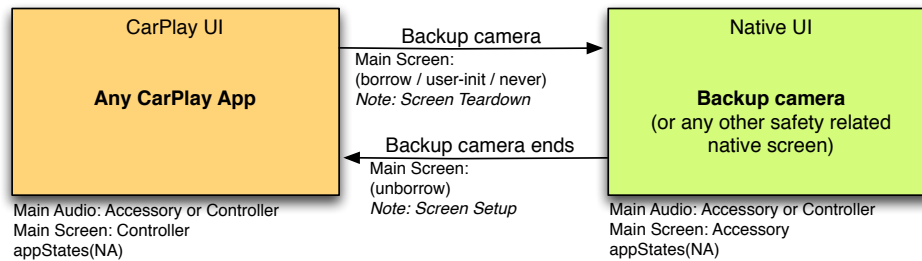 CarPlay UI
Any CarPlay App
Main Audio: Accessory or Controller
Main Screen: Controller
appStates(NA)
Backup camera
Main Screen:
(borrow / user-init / never)
Note: Screen Teardown
Backup camera ends
Main Screen:
(unborrow)
Note: Screen Setup
Native UI
Backup camera
(or any other safety related
native screen)
Main Audio: Accessory or Controller
Main Screen: Accessory
appStates(NA)